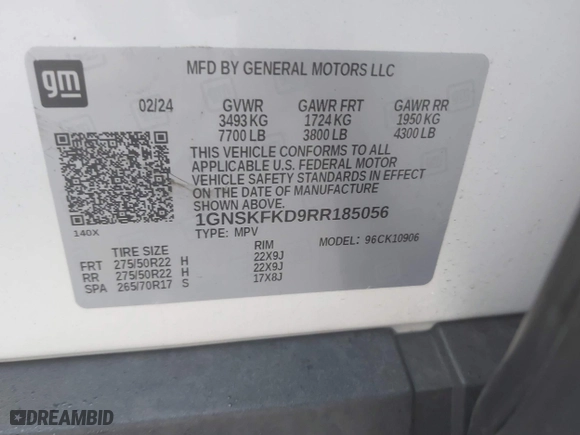 gm
MFD BY GENERAL MOTORS LLC
02/24 GVWR GAWR FRT GAWR RR
3493 KG 1724 KG 1950 KG
7700 LB 3800 LB 4300 LB
THIS VEHICLE CONFORMS TO ALL
APPLICABLE U.S. FEDERAL MOTOR
VEHICLE SAFETY STANDARDS IN EFFECT
ON THE DATE OF MANUFACTURE
SHOWN ABOVE.
1GNSKFKD9RR185056
140X
TYPE: MPV MODEL: 96CK10906
TIRE SIZE RIM
FRT 275/50R22 H 22X9J
RR 275/50R22 H 22X9J
SPA 265/70R17 S 17X8J
DREAMBID